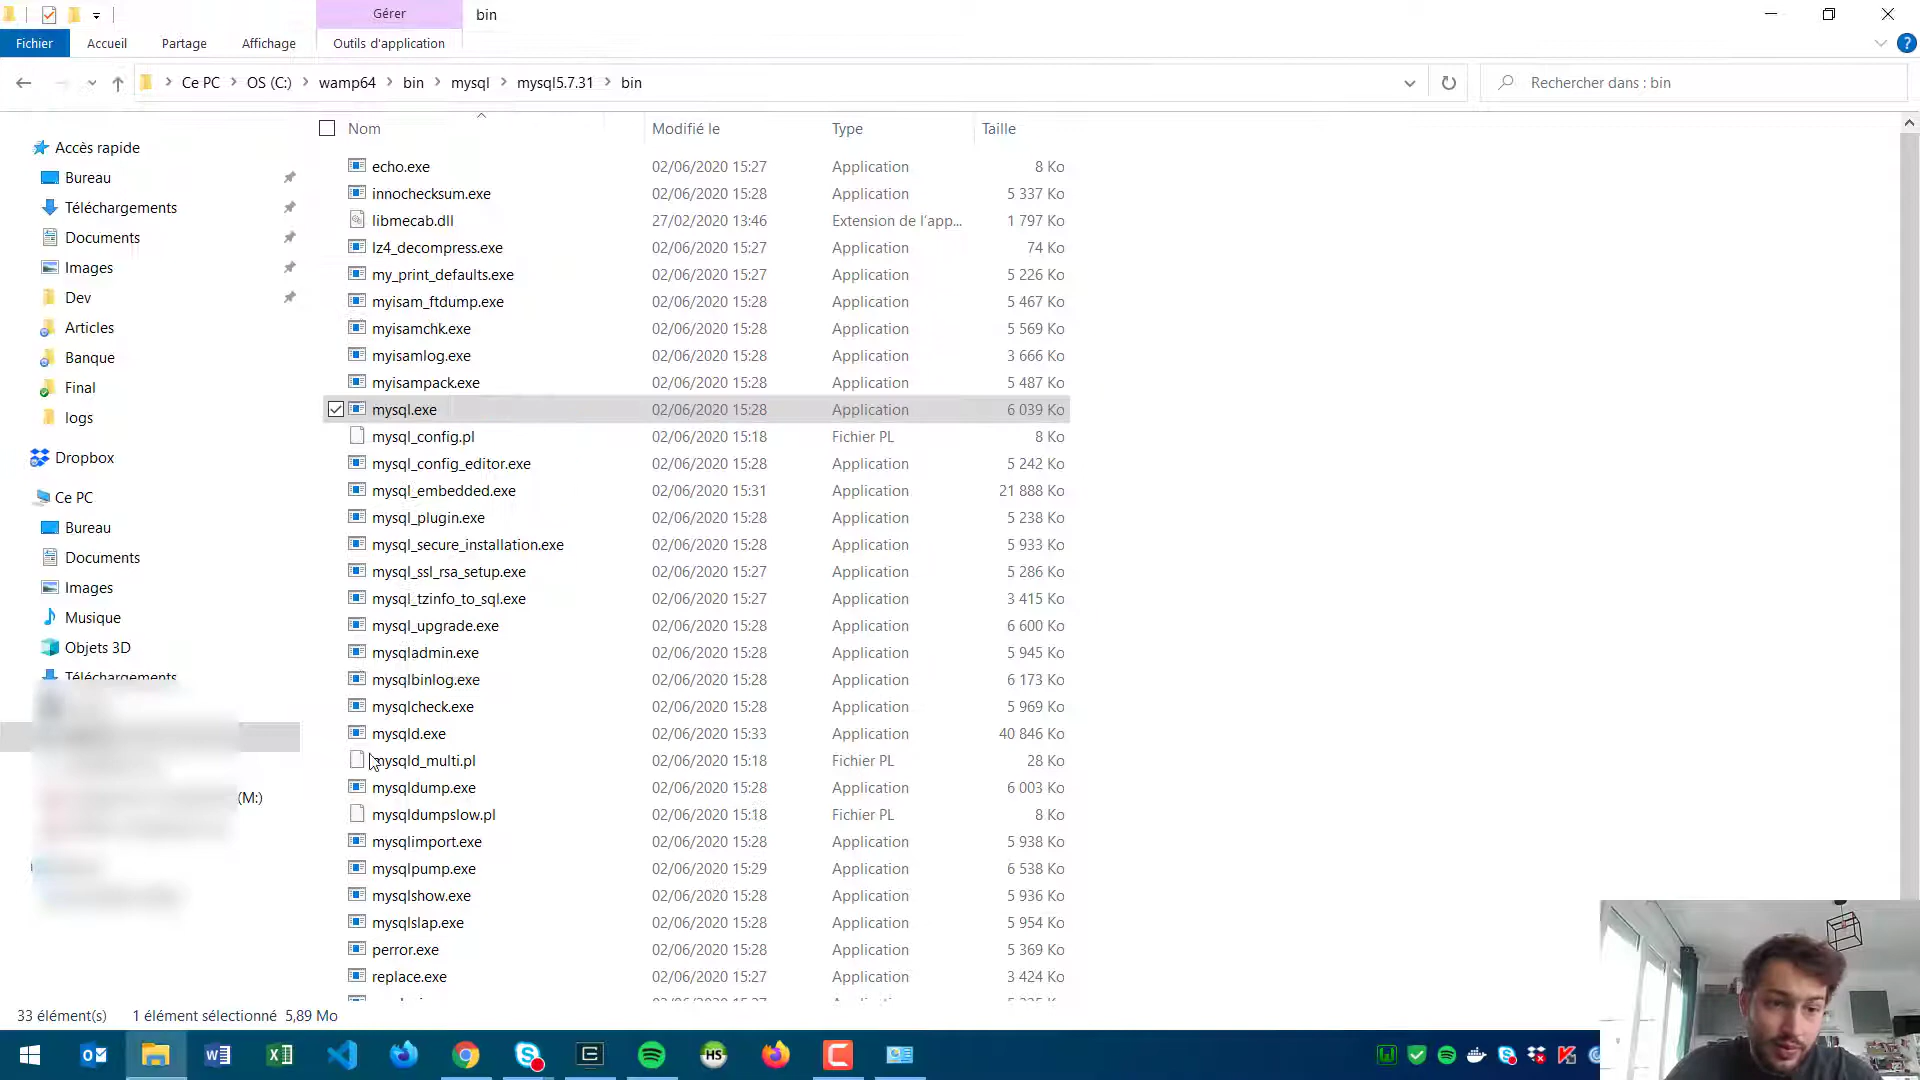 Gérer
bin
Fichier
Accueil
Partage
Affichage
Outils d'application
Ce PC
OS (C:)
wamp64
bin
mysql
mysql5.7.31
bin
Rechercher dans : bin
Accès rapide
Bureau
Téléchargements
Documents
Images
Dev
Articles
Banque
Final
logs
Dropbox
Ce PC
Bureau
Documents
Images
Musique
Objets 3D
Téléchargements
(M:)
Nom Modifié le Type Taille
echo.exe 02/06/2020 15:27 Application 8 Ko
innochecksum.exe 02/06/2020 15:28 Application 5 337 Ko
libmecab.dll 27/02/2020 13:46 Extension de l'app... 1 797 Ko
lz4_decompress.exe 02/06/2020 15:27 Application 74 Ko
my_print_defaults.exe 02/06/2020 15:27 Application 5 226 Ko
myisam_ftdump.exe 02/06/2020 15:28 Application 5 467 Ko
myisamchk.exe 02/06/2020 15:28 Application 5 569 Ko
myisamlog.exe 02/06/2020 15:28 Application 3 666 Ko
myisampack.exe 02/06/2020 15:28 Application 5 487 Ko
mysql.exe 02/06/2020 15:28 Application 6 039 Ko
mysql_config.pl 02/06/2020 15:18 Fichier PL 8 Ko
mysql_config_editor.exe 02/06/2020 15:28 Application 5 242 Ko
mysql_embedded.exe 02/06/2020 15:31 Application 21 888 Ko
mysql_plugin.exe 02/06/2020 15:28 Application 5 238 Ko
mysql_secure_installation.exe 02/06/2020 15:28 Application 5 933 Ko
mysql_ssl_rsa_setup.exe 02/06/2020 15:27 Application 5 286 Ko
mysql_tzinfo_to_sql.exe 02/06/2020 15:27 Application 3 415 Ko
mysql_upgrade.exe 02/06/2020 15:28 Application 6 600 Ko
mysqladmin.exe 02/06/2020 15:28 Application 5 945 Ko
mysqlbinlog.exe 02/06/2020 15:28 Application 6 173 Ko
mysqlcheck.exe 02/06/2020 15:28 Application 5 969 Ko
mysqld.exe 02/06/2020 15:33 Application 40 846 Ko
mysqld_multi.pl 02/06/2020 15:18 Fichier PL 28 Ko
mysqldump.exe 02/06/2020 15:28 Application 6 003 Ko
mysqldumpslow.pl 02/06/2020 15:18 Fichier PL 8 Ko
mysqlimport.exe 02/06/2020 15:28 Application 5 938 Ko
mysqlpump.exe 02/06/2020 15:29 Application 6 538 Ko
mysqlshow.exe 02/06/2020 15:28 Application 5 936 Ko
mysqlslap.exe 02/06/2020 15:28 Application 5 954 Ko
perror.exe 02/06/2020 15:28 Application 5 369 Ko
replace.exe 02/06/2020 15:27 Application 3 424 Ko
33 élément(s) 1 élément sélectionné 5,89 Mo
HS